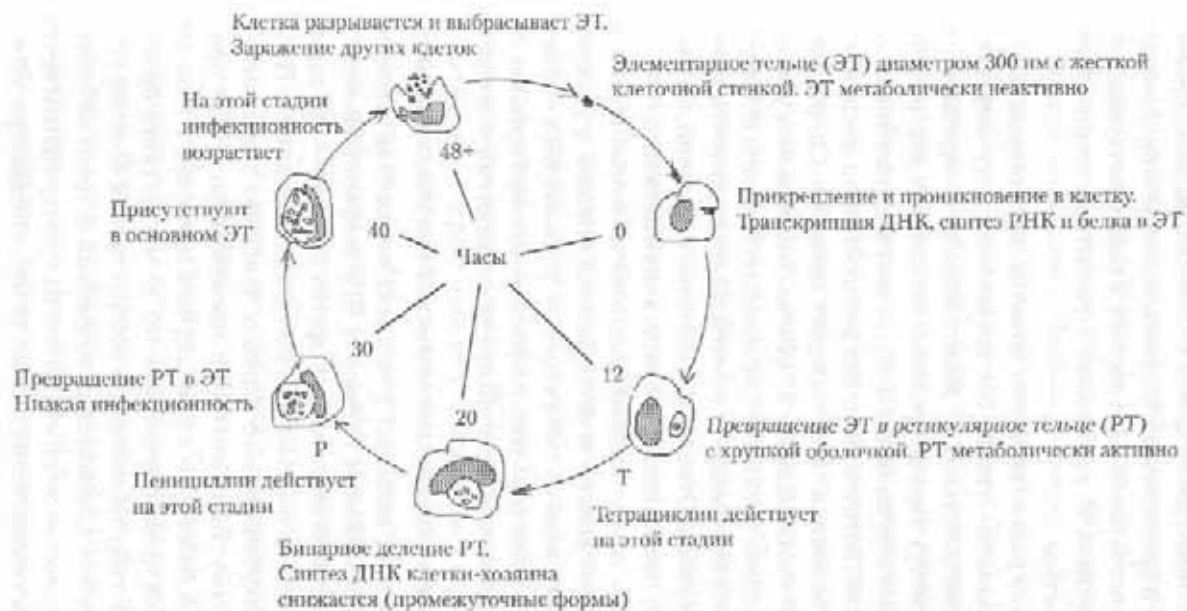 Клетка разрывается и выбрасывает ЭТ.
Заражение других клеток
Элементарное тельце (ЭТ) диаметром 300 нм с жесткой
клеточной стенкой. ЭТ метаболически неактивно
На этой стадии
инфекционность
возрастает
48+
Присутствуют
в основном ЭТ
40
Часы
0
Прикрепление и проникновение в клетку.
Транскрипция ДНК, синтез РНК и белка в ЭТ
30
12
20
Превращение РТ в ЭТ
Низкая инфекционность
Р
Превращение ЭТ в ретикулярное тельце (РТ)
с хрупкой оболочкой. РТ метаболически активно
Т
Пенициллин действует
на этой стадии
Тетрациклин действует
на этой стадии
Бинарное деление РТ.
Синтез ДНК клетки-хозяина
снижается (промежуточные формы)